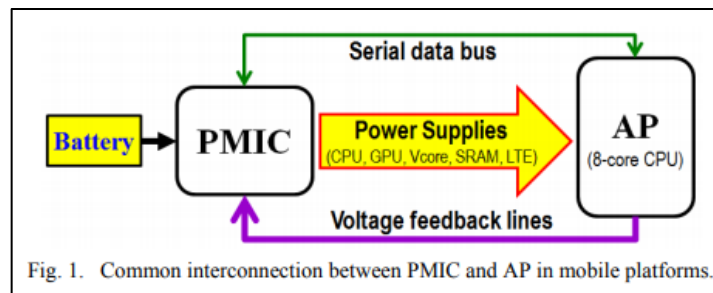 Serial data bus
Battery
PMIC
Power Supplies
(CPU, GPU, Vcore, SRAM, LTE)
AP
(8-core CPU)
Voltage feedback lines
Fig. 1. Common interconnection between PMIC and AP in mobile platforms.